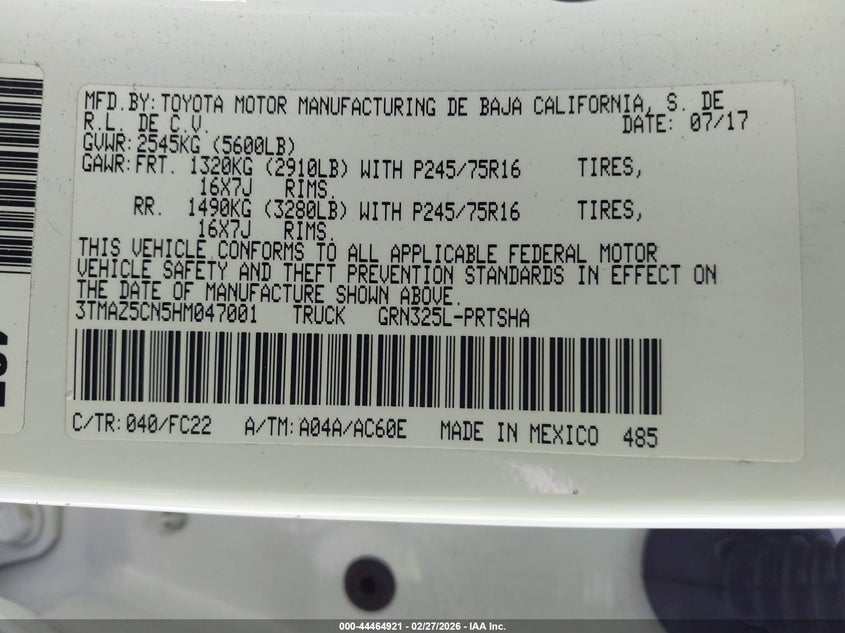 MFD.BY: TOYOTA MOTOR MANUFACTURING DE BAJA CALIFORNIA, S. DE
R.L. DE C.V. DATE: 07/17
GVWR: 2545KG (5600LB)
GAWR: FRT. 1320KG (2910LB) WITH P245/75R16 TIRES,
16X7J RIMS.
RR. 1490KG (3280LB) WITH P245/75R16 TIRES,
16X7J RIMS.
THIS VEHICLE CONFORMS TO ALL APPLICABLE FEDERAL MOTOR
VEHICLE SAFETY AND THEFT PREVENTION STANDARDS IN EFFECT ON
THE DATE OF MANUFACTURE SHOWN ABOVE.
3TMAZ5CN5HM047001 TRUCK GRN325L-PRTSHA
C/TR: 040/FC22 A/TM: A04A/AC60E MADE IN MEXICO 485
000-44464921 - 02/27/2026 - IAA Inc.